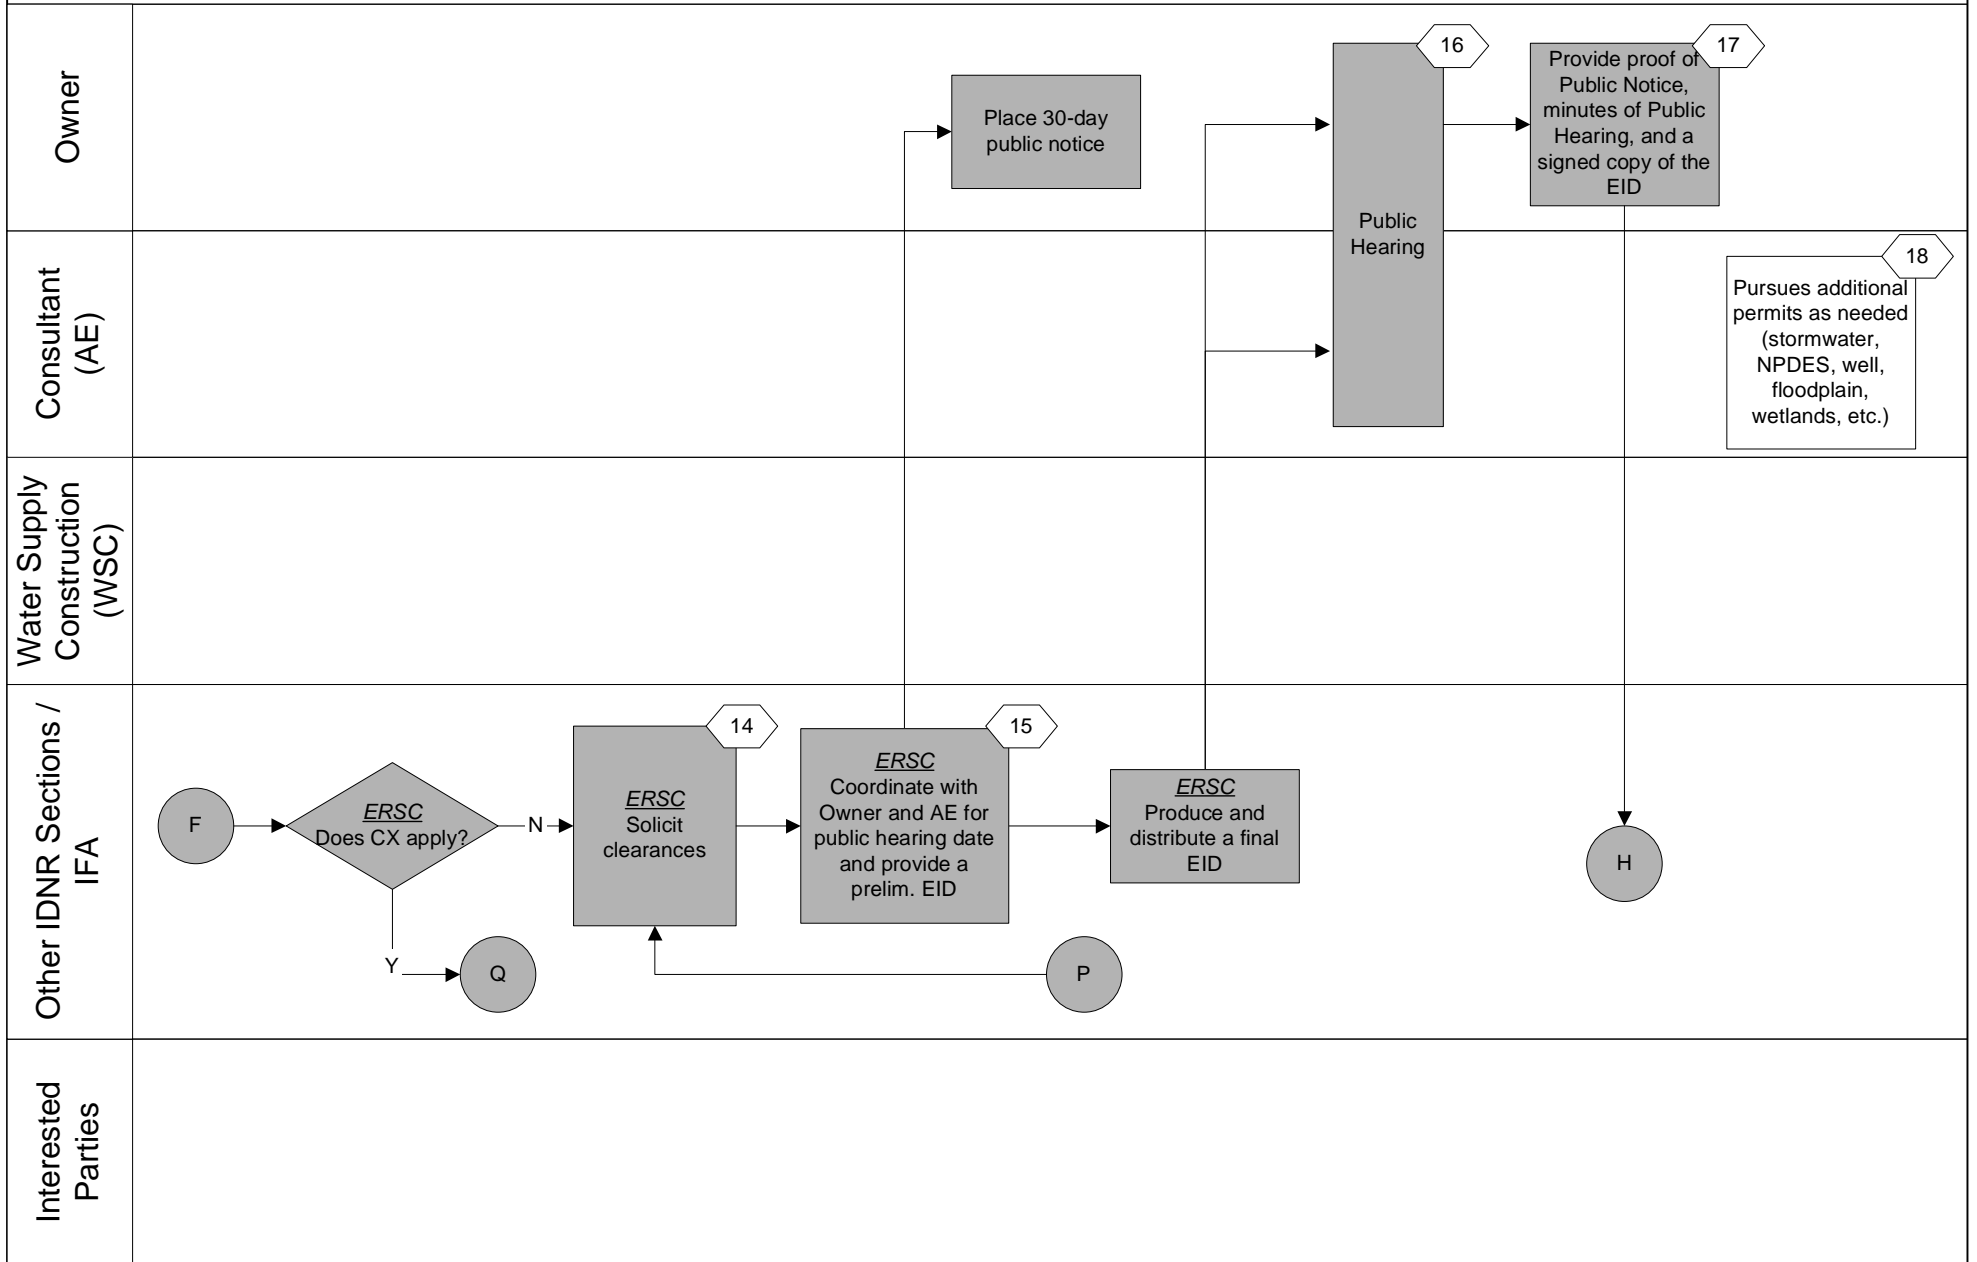 Owner
Place 30-day
public notice
16
Public
Hearing
17
Provide proof of
Public Notice,
minutes of Public
Hearing, and a
signed copy of the
EID
Consultant
(AE)
18
Pursues additional
permits as needed
(stormwater,
NPDES, well,
floodplain,
wetlands, etc.)
Water Supply
Construction
(WSC)
Other IDNR Sections /
IFA
F
ERSC
Does CX apply?
N
Y
Q
14
ERSC
Solicit
clearances
15
ERSC
Coordinate with
Owner and AE for
public hearing date
and provide a
prelim. EID
P
ERSC
Produce and
distribute a final
EID
H
Interested
Parties